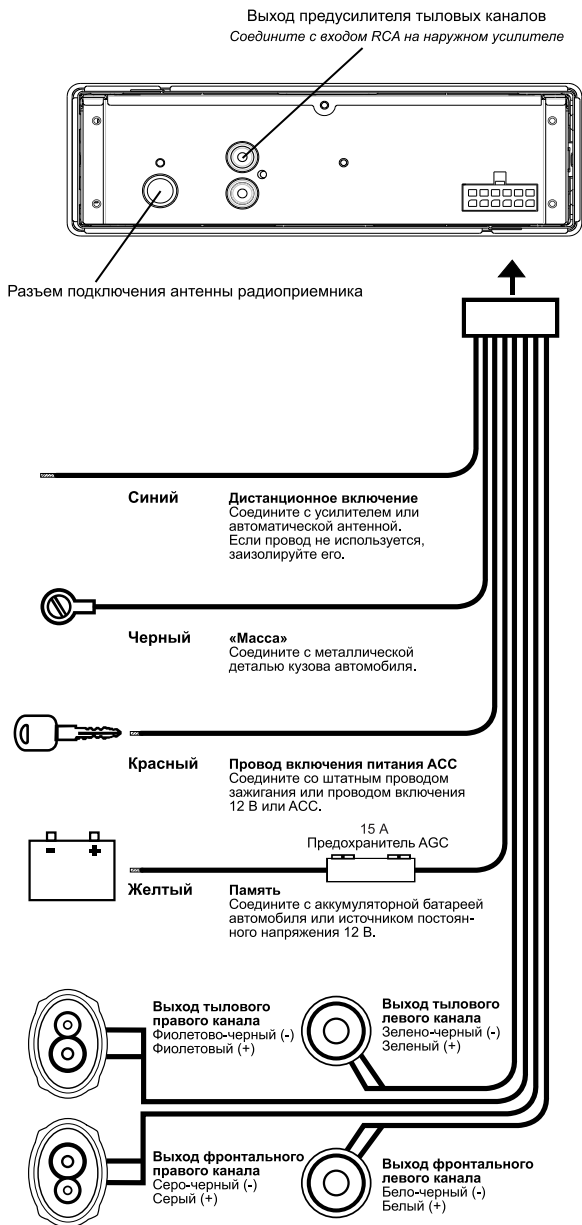 Выход предусилителя тыловых каналов
Соедините с входом RCA на наружном усилителе
Разъем подключения антенны радиоприемника
Синий
Дистанционное включение
Соедините с усилителем или
автоматической антенной.
Если провод не используется,
заизолируйте его.
Черный
«Масса»
Соедините с металлической
деталью кузова автомобиля.
Красный
Провод включения питания ACC
Соедините со штатным проводом
зажигания или проводом включения
12 В или ACC.
15 А
Предохранитель AGC
Желтый
Память
Соедините с аккумуляторной батареей
автомобиля или источником постоян-
ного напряжения 12 В.
Выход тылового
правого канала
Фиолетово-черный (-)
Фиолетовый (+)
Выход тылового
левого канала
Зелено-черный (-)
Зеленый (+)
Выход фронтального
правого канала
Серо-черный (-)
Серый (+)
Выход фронтального
левого канала
Бело-черный (-)
Белый (+)